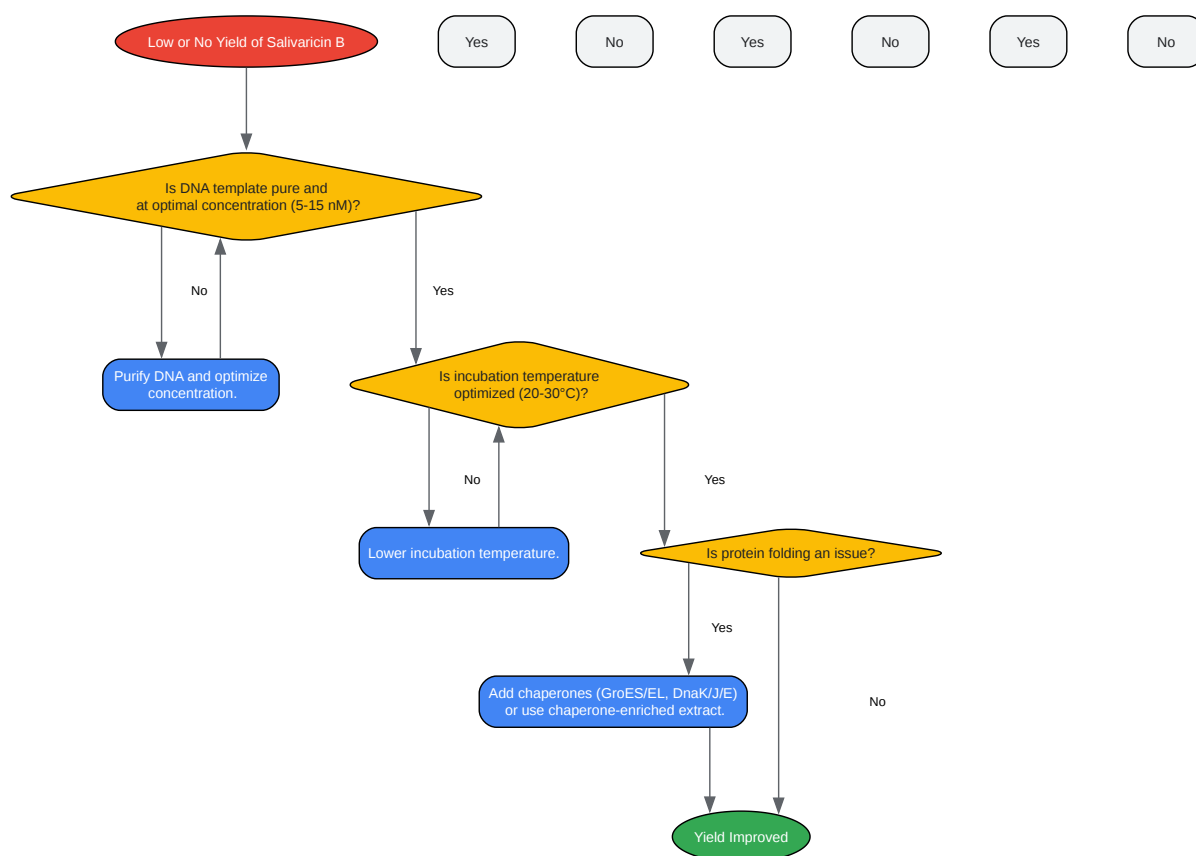 Low or No Yield of Salivaricin B
Yes
No
Yes
No
Yes
No
Is DNA template pure and
at optimal concentration (5-15 nM)?
No
Yes
Purify DNA and optimize
concentration.
Is incubation temperature
optimized (20-30°C)?
No
Yes
Lower incubation temperature.
Is protein folding an issue?
Yes
Add chaperones (GroES/EL, DnaK/J/E)
or use chaperone-enriched extract.
No
Yield Improved